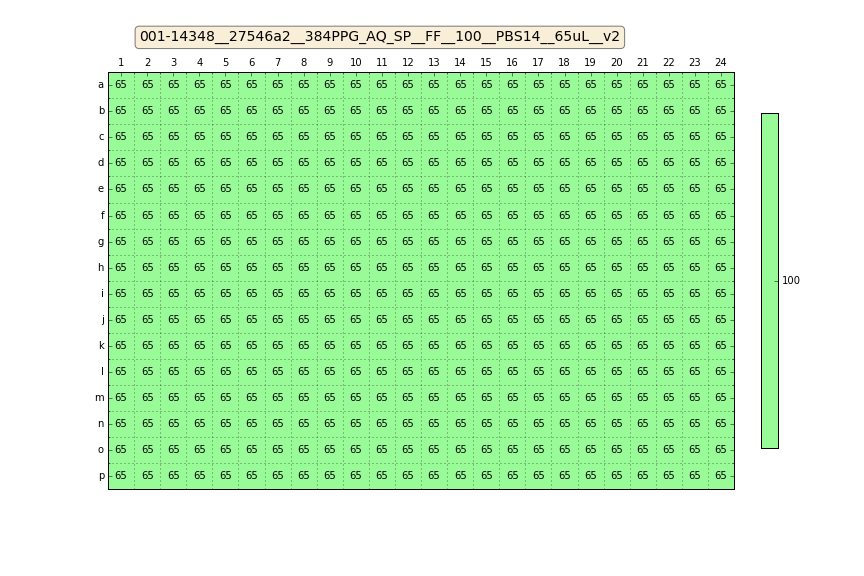 001-14348__27546a2__384PPG_AQ_SP__FF__100__PBS14__65uL__v2
1 2 3 4 5 6 7 8 9 10 11 12 13 14 15 16 17 18 19 20 21 22 23 24
a 65 65 65 65 65 65 65 65 65 65 65 65 65 65 65 65 65 65 65 65 65 65 65 65
b 65 65 65 65 65 65 65 65 65 65 65 65 65 65 65 65 65 65 65 65 65 65 65 65
c 65 65 65 65 65 65 65 65 65 65 65 65 65 65 65 65 65 65 65 65 65 65 65 65
d 65 65 65 65 65 65 65 65 65 65 65 65 65 65 65 65 65 65 65 65 65 65 65 65
e 65 65 65 65 65 65 65 65 65 65 65 65 65 65 65 65 65 65 65 65 65 65 65 65
f 65 65 65 65 65 65 65 65 65 65 65 65 65 65 65 65 65 65 65 65 65 65 65 65
g 65 65 65 65 65 65 65 65 65 65 65 65 65 65 65 65 65 65 65 65 65 65 65 65
h 65 65 65 65 65 65 65 65 65 65 65 65 65 65 65 65 65 65 65 65 65 65 65 65
i 65 65 65 65 65 65 65 65 65 65 65 65 65 65 65 65 65 65 65 65 65 65 65 65
j 65 65 65 65 65 65 65 65 65 65 65 65 65 65 65 65 65 65 65 65 65 65 65 65
k 65 65 65 65 65 65 65 65 65 65 65 65 65 65 65 65 65 65 65 65 65 65 65 65
l 65 65 65 65 65 65 65 65 65 65 65 65 65 65 65 65 65 65 65 65 65 65 65 65
m 65 65 65 65 65 65 65 65 65 65 65 65 65 65 65 65 65 65 65 65 65 65 65 65
n 65 65 65 65 65 65 65 65 65 65 65 65 65 65 65 65 65 65 65 65 65 65 65 65
o 65 65 65 65 65 65 65 65 65 65 65 65 65 65 65 65 65 65 65 65 65 65 65 65
p 65 65 65 65 65 65 65 65 65 65 65 65 65 65 65 65 65 65 65 65 65 65 65 65
100